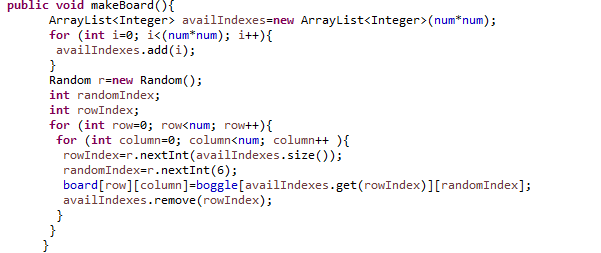 public void makeBoard(){
ArrayList<Integer> availIndexes=new ArrayList<Integer>(num*num);
for (int i=0; i<(num*num); i++){
availIndexes.add(i);
}
Random r=new Random();
int randomIndex;
int rowIndex;
for (int row=0; row<num; row++){
for (int column=0; column<num; column++ ){
rowIndex=r.nextInt(availIndexes.size());
randomIndex=r.nextInt(6);
board[row][column]=boggle[availIndexes.get(rowIndex)][randomIndex];
availIndexes.remove(rowIndex);
}
}
}